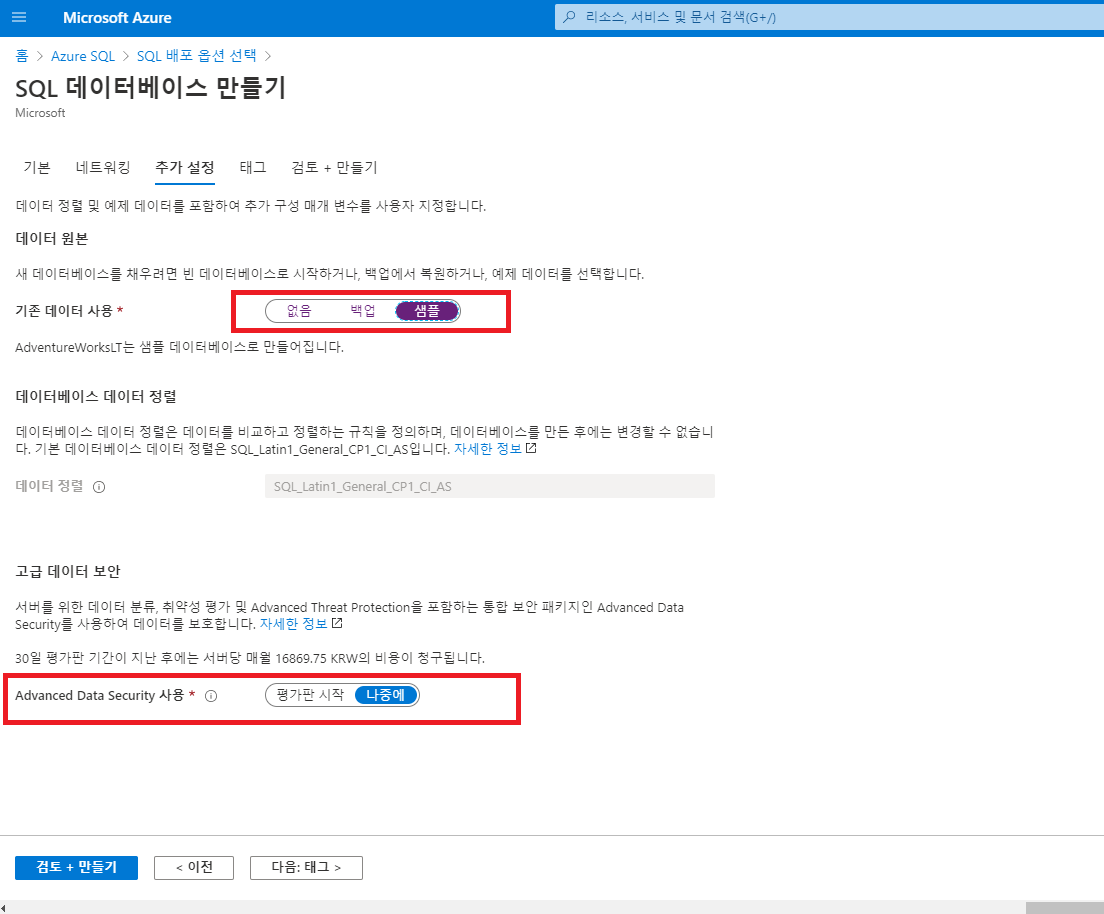 Microsoft Azure
리소스, 서비스 및 문서 검색(G+/)
홈 > Azure SQL > SQL 배포 옵션 선택 >
SQL 데이터베이스 만들기
Microsoft
기본 네트워킹 추가 설정 태그 검토 + 만들기
데이터 정렬 및 예제 데이터를 포함하여 추가 구성 매개 변수를 사용자 지정합니다.
데이터 원본
새 데이터베이스를 채우려면 빈 데이터베이스로 시작하거나, 백업에서 복원하거나, 예제 데이터를 선택합니다.
기존 데이터 사용 * 없음 백업 샘플
AdventureWorksLT는 샘플 데이터베이스로 만들어집니다.
데이터베이스 데이터 정렬
데이터베이스 데이터 정렬은 데이터를 비교하고 정렬하는 규칙을 정의하며, 데이터베이스를 만든 후에는 변경할 수 없습니
다. 기본 데이터베이스 데이터 정렬은 SQL_Latin1_General_CP1_CI_AS입니다. 자세한 정보
데이터 정렬 SQL_Latin1_General_CP1_CI_AS
고급 데이터 보안
서버를 위한 데이터 분류, 취약성 평가 및 Advanced Threat Protection을 포함하는 통합 보안 패키지인 Advanced Data
Security를 사용하여 데이터를 보호합니다. 자세한 정보
30일 평가판 기간이 지난 후에는 서버당 매월 16869.75 KRW의 비용이 청구됩니다.
Advanced Data Security 사용 * 평가판 시작 나중에
검토 + 만들기 < 이전 다음: 태그 >